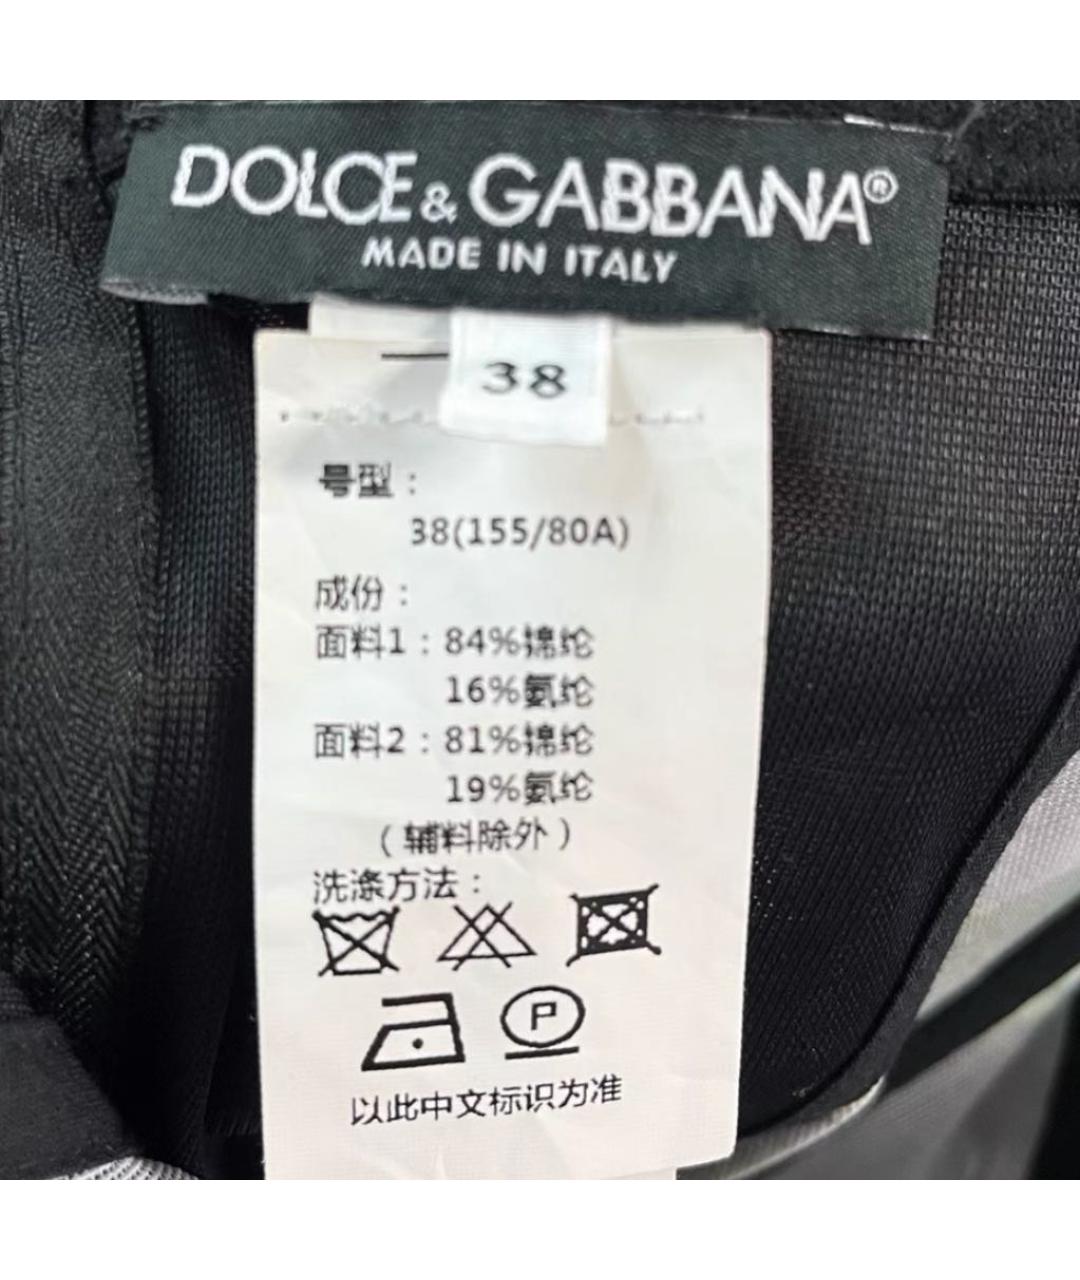 DOLCE & GABBANA®
MADE IN ITALY
38
号型：
38(155/80A)
成份：
面料1：84%锦纶
16%氨纶
面料2：81%锦纶
19%氨纶
（辅料除外）
洗涤方法：
P
以此中文标识为准